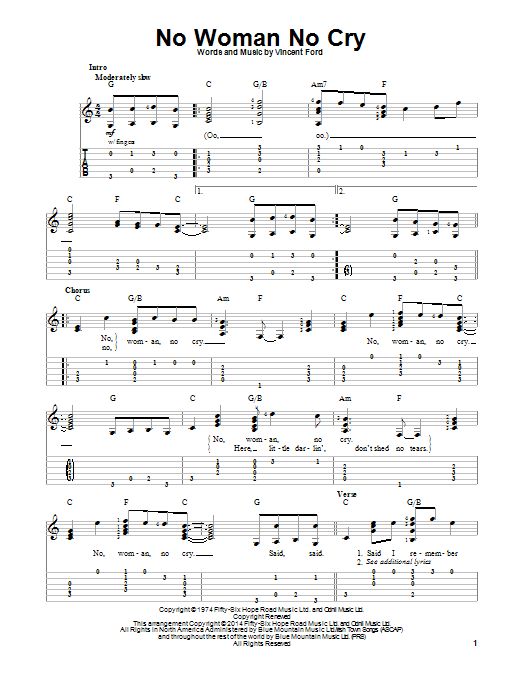 No Woman No Cry
Words and Music by Vincent Ford
Intro
Moderately slow
G C G/B Am7 F
mf
w/ fingers
(Oo, oo.)
1. 2.
C F C G
Chorus
C G/B Am F C
No, wom - an, no cry. No, wom - an,
no,
G C G/B Am F
No, wom - an, no cry.
Here, lit - tle dar - lin', don't shed no tears.
Verse
C F C G C G/B
No, wom - an, no cry. Said, said. 1. Said I re - mem - ber
2. See additional lyrics
Copyright © 1974 Fifty-Six Hope Road Music Ltd. and Odnil Music Ltd.
Copyright Renewed
This arrangement Copyright © 2014 Fifty-Six Hope Road Music Ltd. and Odnil Music Ltd.
All Rights in North America Administered by Blue Mountain Music Ltd./Irish Town Songs (ASCAP)
and throughout the rest of the world by Blue Mountain Music Ltd. (PRS)
All Rights Reserved
1